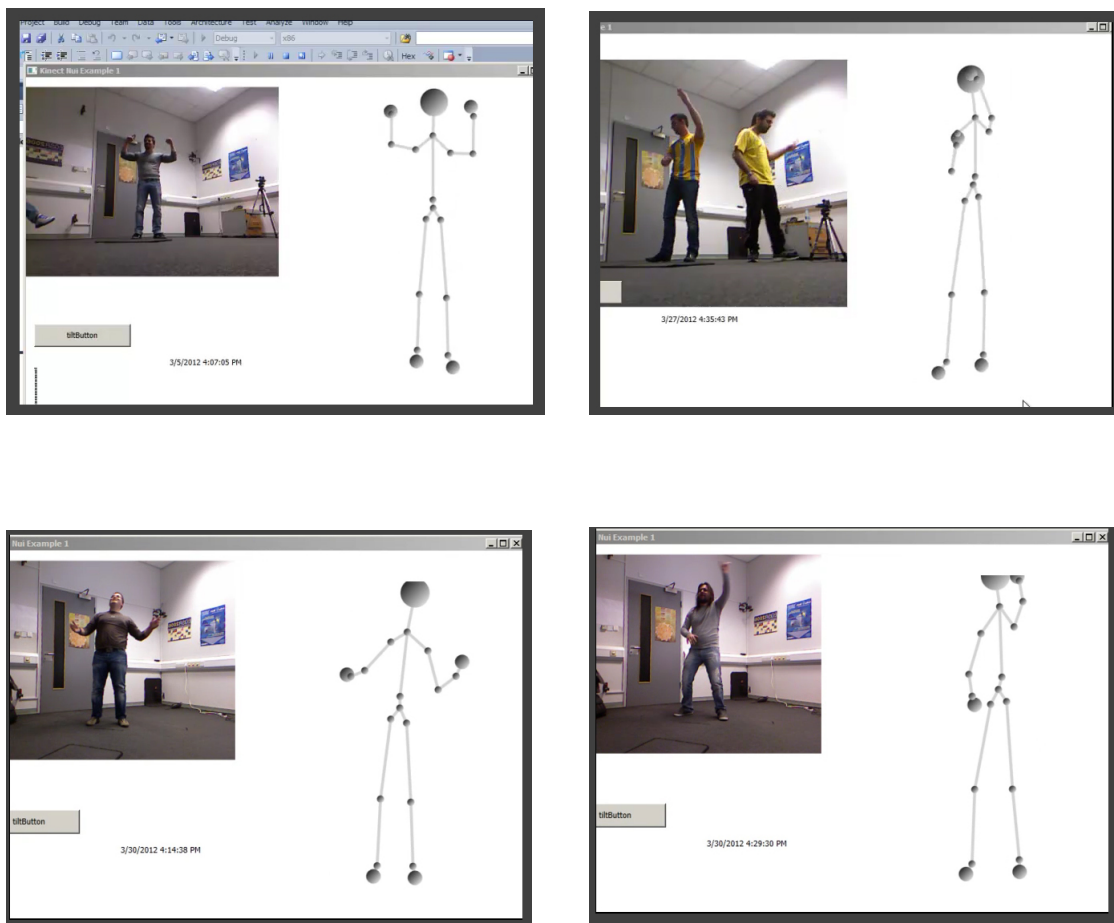 Project Build Debug Team Data Tools Architecture Test Analyze Window Help
Debug x86
Hex
Kinect Nui Example 1
tiltButton
3/5/2012 4:07:05 PM
e 1
3/27/2012 4:35:43 PM
Nui Example 1
tiltButton
3/30/2012 4:14:38 PM
Nui Example 1
tiltButton
3/30/2012 4:29:30 PM